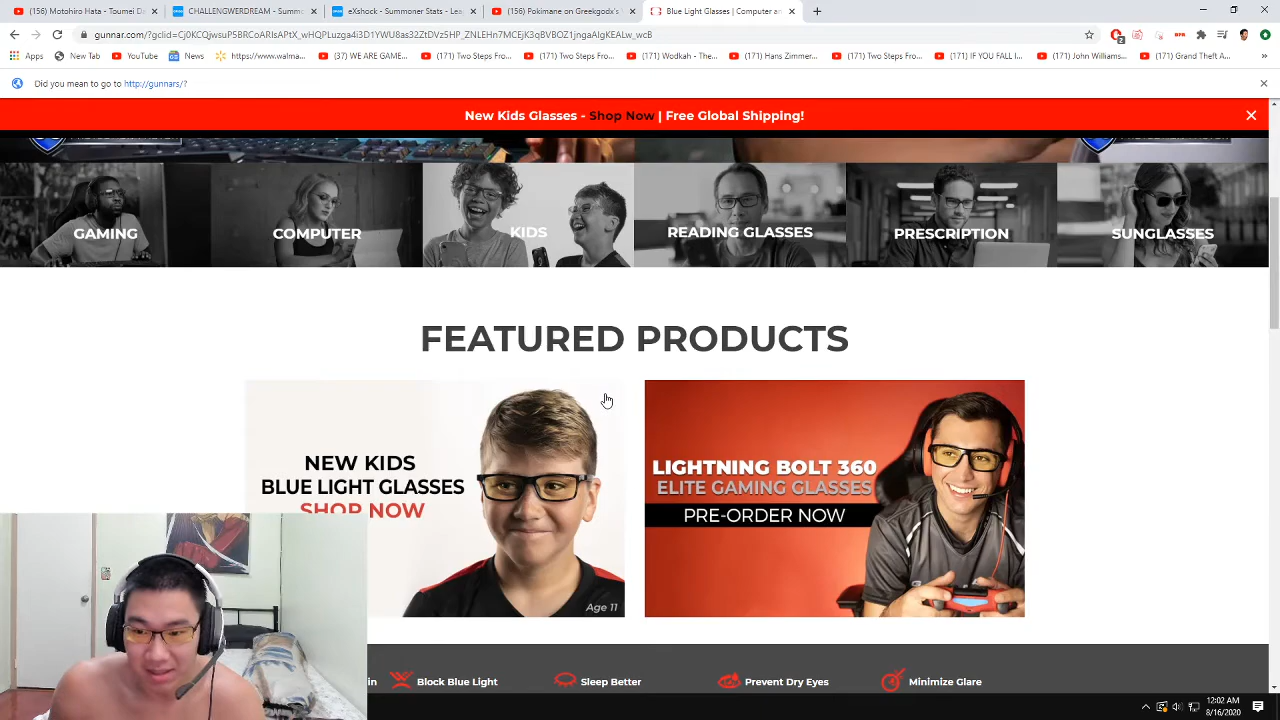 (156) Motohiro Hata - Toumei D
CHALLENGWERDREAM - Summo
eXshock - Summoner Stats - Lea
(156) Pokimane on Greekgodx's
Blue Light Glasses | Computer an
gunnar.com/?gclid=Cj0KCQjwsuP5BRCoARIsAPtX_wHQPLuzga4i3D1YWU8as32ZtDVz5HP_ZNLEHn7MCEjK3qBVBOZ1jngaAlgKEALw_wcB
Apps
New Tab
YouTube
News
https://www.walma...
(37) WE ARE GAME...
(171) Two Steps Fro...
(171) Two Steps Fro...
(171) Wodkah - The...
(171) Hans Zimmer...
(171) Two Steps Fro...
(171) IF YOU FALL I...
(171) John Williams...
(171) Grand Theft A...
Did you mean to go to http://gunnars/?
New Kids Glasses - Shop Now | Free Global Shipping!
GAMING
COMPUTER
KIDS
READING GLASSES
PRESCRIPTION
SUNGLASSES
FEATURED PRODUCTS
NEW KIDS
BLUE LIGHT GLASSES
SHOP NOW
Age 11
LIGHTNING BOLT 360
ELITE GAMING GLASSES
PRE-ORDER NOW
in
Block Blue Light
Sleep Better
Prevent Dry Eyes
Minimize Glare
12:02 AM
8/16/2020